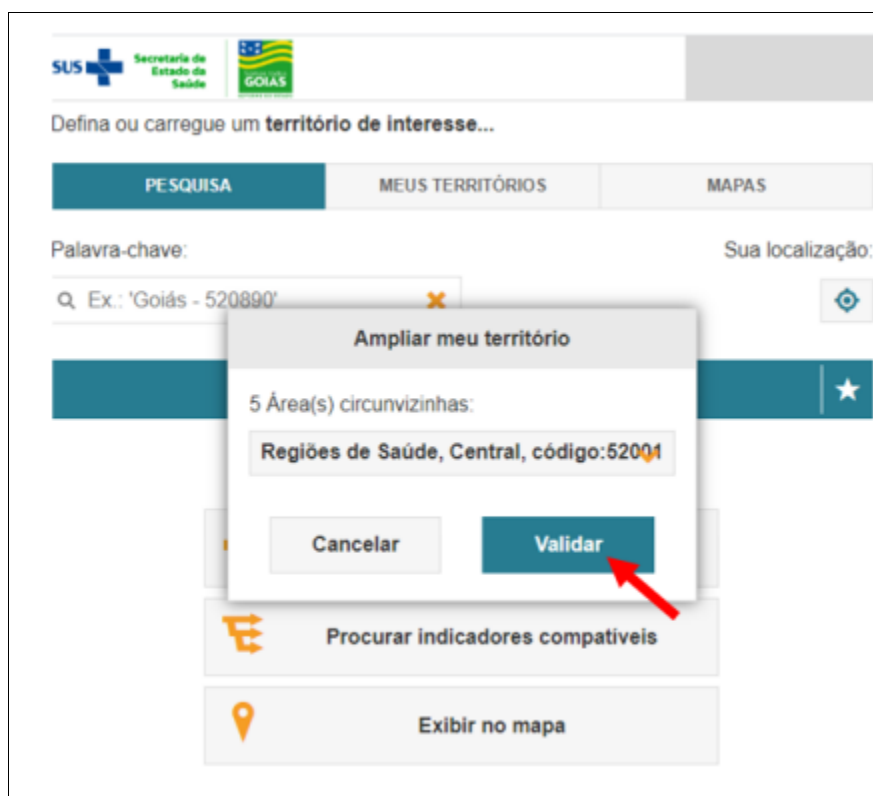 SUS
Secretaria de
Estado da
Saúde
GOIÁS
Defina ou carregue um território de interesse...
PESQUISA MEUS TERRITÓRIOS MAPAS
Palavra-chave: Sua localização:
Ex.: 'Goiás - 520890'
Ampliar meu território
5 Área(s) circunvizinhas:
Regiões de Saúde, Central, código:52001
Cancelar Validar
Procurar indicadores compatíveis
Exibir no mapa